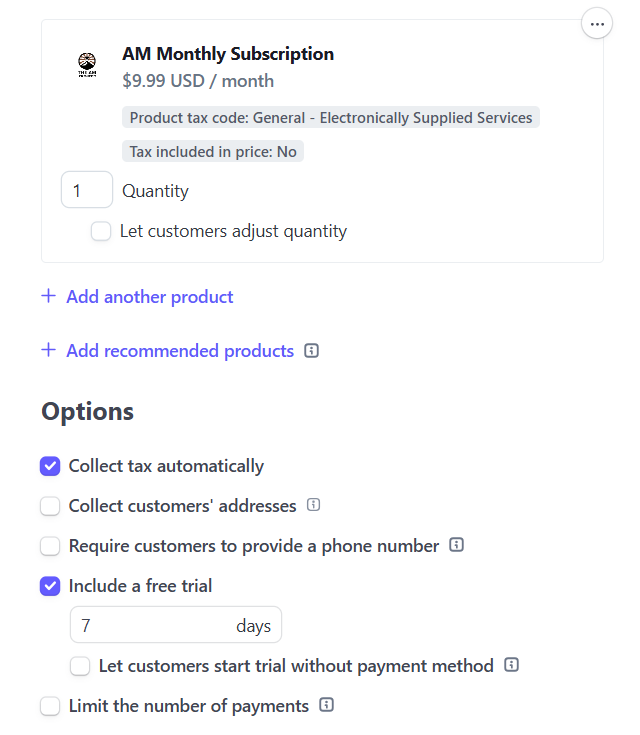 AM Monthly Subscription
THE AM
$9.99 USD / month
Product tax code: General - Electronically Supplied Services
Tax included in price: No
1 Quantity
Let customers adjust quantity
+ Add another product
+ Add recommended products
Options
Collect tax automatically
Collect customers' addresses
Require customers to provide a phone number
Include a free trial
7 days
Let customers start trial without payment method
Limit the number of payments